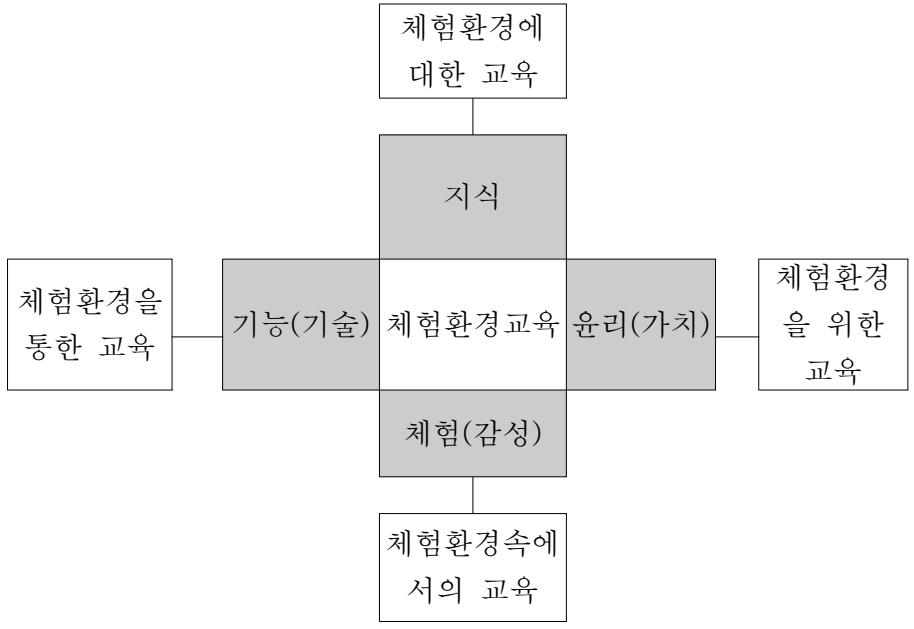 체험환경에
대한 교육
지식
체험환경을
통한 교육
기능(기술)
체험환경교육
윤리(가치)
체험환경
을 위한
교육
체험(감성)
체험환경속에
서의 교육